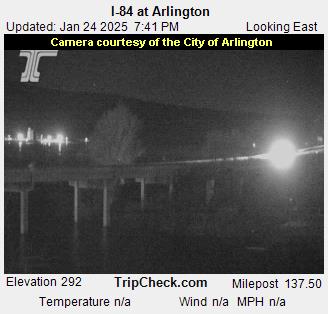 I-84 at Arlington
Updated: Jan 24 2025 7:41 PM Looking East
Camera courtesy of the City of Arlington
Elevation 292 TripCheck.com Milepost 137.50
Temperature n/a Wind n/a MPH n/a